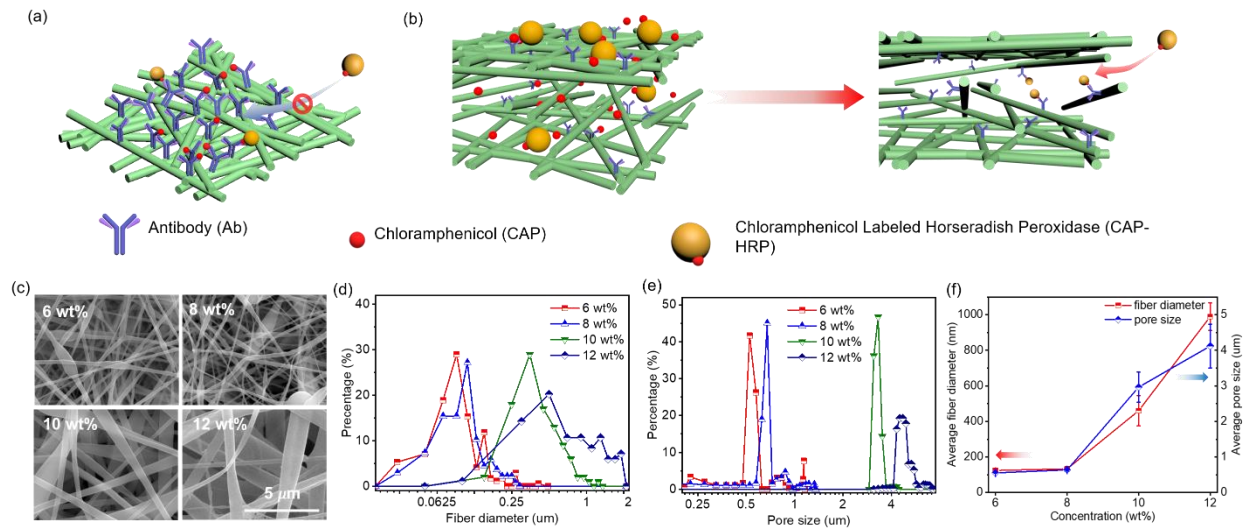 (a)
(b)
Antibody (Ab)
Chloramphenicol (CAP)
Chloramphenicol Labeled Horseradish Peroxidase (CAP-
HRP)
(c)
6 wt%
8 wt%
10 wt%
12 wt%
5 μm
(d)
Precentage (%)
40
30
20
10
0
6 wt%
8 wt%
10 wt%
12 wt%
0.0625
0.25
1
2
Fiber diameter (um)
(e)
Percentage (%)
50
40
30
20
10
0
6 wt%
8 wt%
10 wt%
12 wt%
0.25
0.5
1
2
4
Pore size (um)
(f)
Average fiber diameter (nm)
1000
800
600
400
200
0
fiber diameter
pore size
5
4
3
2
1
0
Average pore size (um)
6
8
10
12
Concentration (wt%)